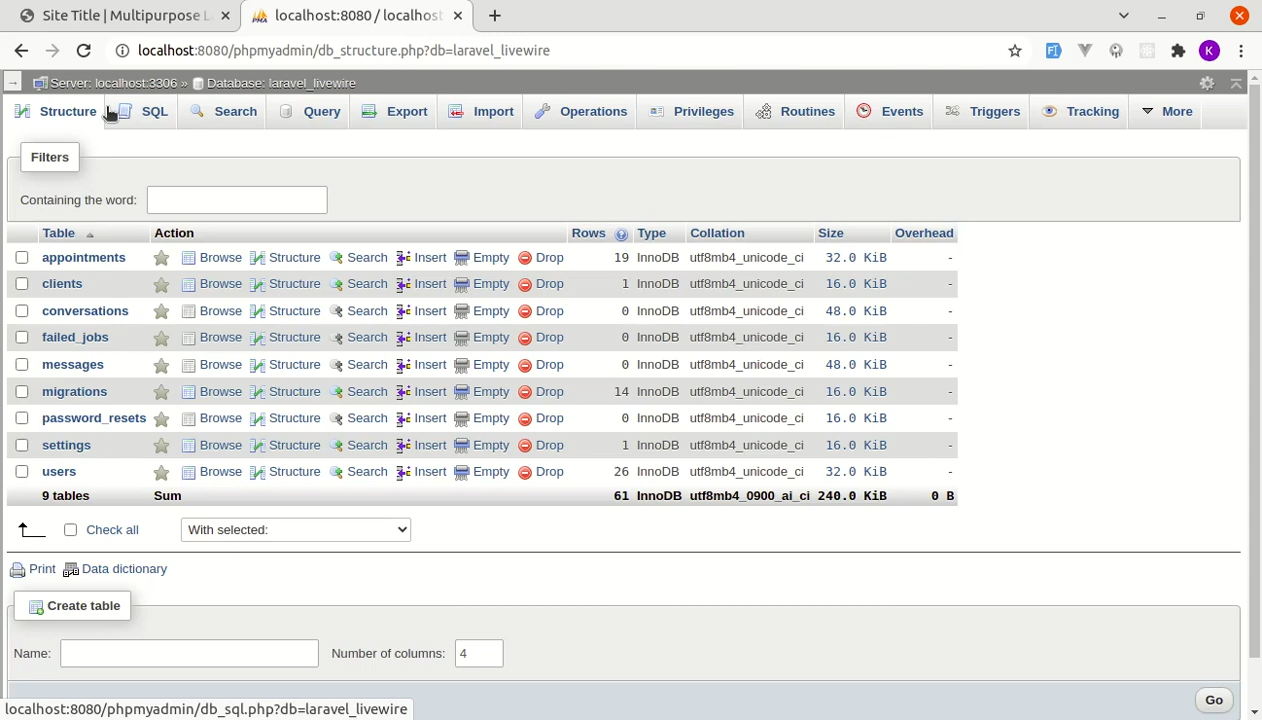 Site Title | Multipurpose L
localhost:8080 / localhost
localhost:8080/phpmyadmin/db_structure.php?db=laravel_livewire
K
Server: localhost:3306 » Database: laravel_livewire
Structure SQL Search Query Export Import Operations Privileges Routines Events Triggers Tracking More
Filters
Containing the word:
Table Action Rows Type Collation Size Overhead
appointments Browse Structure Search Insert Empty Drop 19 InnoDB utf8mb4_unicode_ci 32.0 KiB -
clients Browse Structure Search Insert Empty Drop 1 InnoDB utf8mb4_unicode_ci 16.0 KiB -
conversations Browse Structure Search Insert Empty Drop 0 InnoDB utf8mb4_unicode_ci 48.0 KiB -
failed_jobs Browse Structure Search Insert Empty Drop 0 InnoDB utf8mb4_unicode_ci 16.0 KiB -
messages Browse Structure Search Insert Empty Drop 0 InnoDB utf8mb4_unicode_ci 48.0 KiB -
migrations Browse Structure Search Insert Empty Drop 14 InnoDB utf8mb4_unicode_ci 16.0 KiB -
password_resets Browse Structure Search Insert Empty Drop 0 InnoDB utf8mb4_unicode_ci 16.0 KiB -
settings Browse Structure Search Insert Empty Drop 1 InnoDB utf8mb4_unicode_ci 16.0 KiB -
users Browse Structure Search Insert Empty Drop 26 InnoDB utf8mb4_unicode_ci 32.0 KiB -
9 tables Sum 61 InnoDB utf8mb4_0900_ai_ci 240.0 KiB 0 B
Check all With selected:
Print Data dictionary
Create table
Name: Number of columns: 4
Go
localhost:8080/phpmyadmin/db_sql.php?db=laravel_livewire